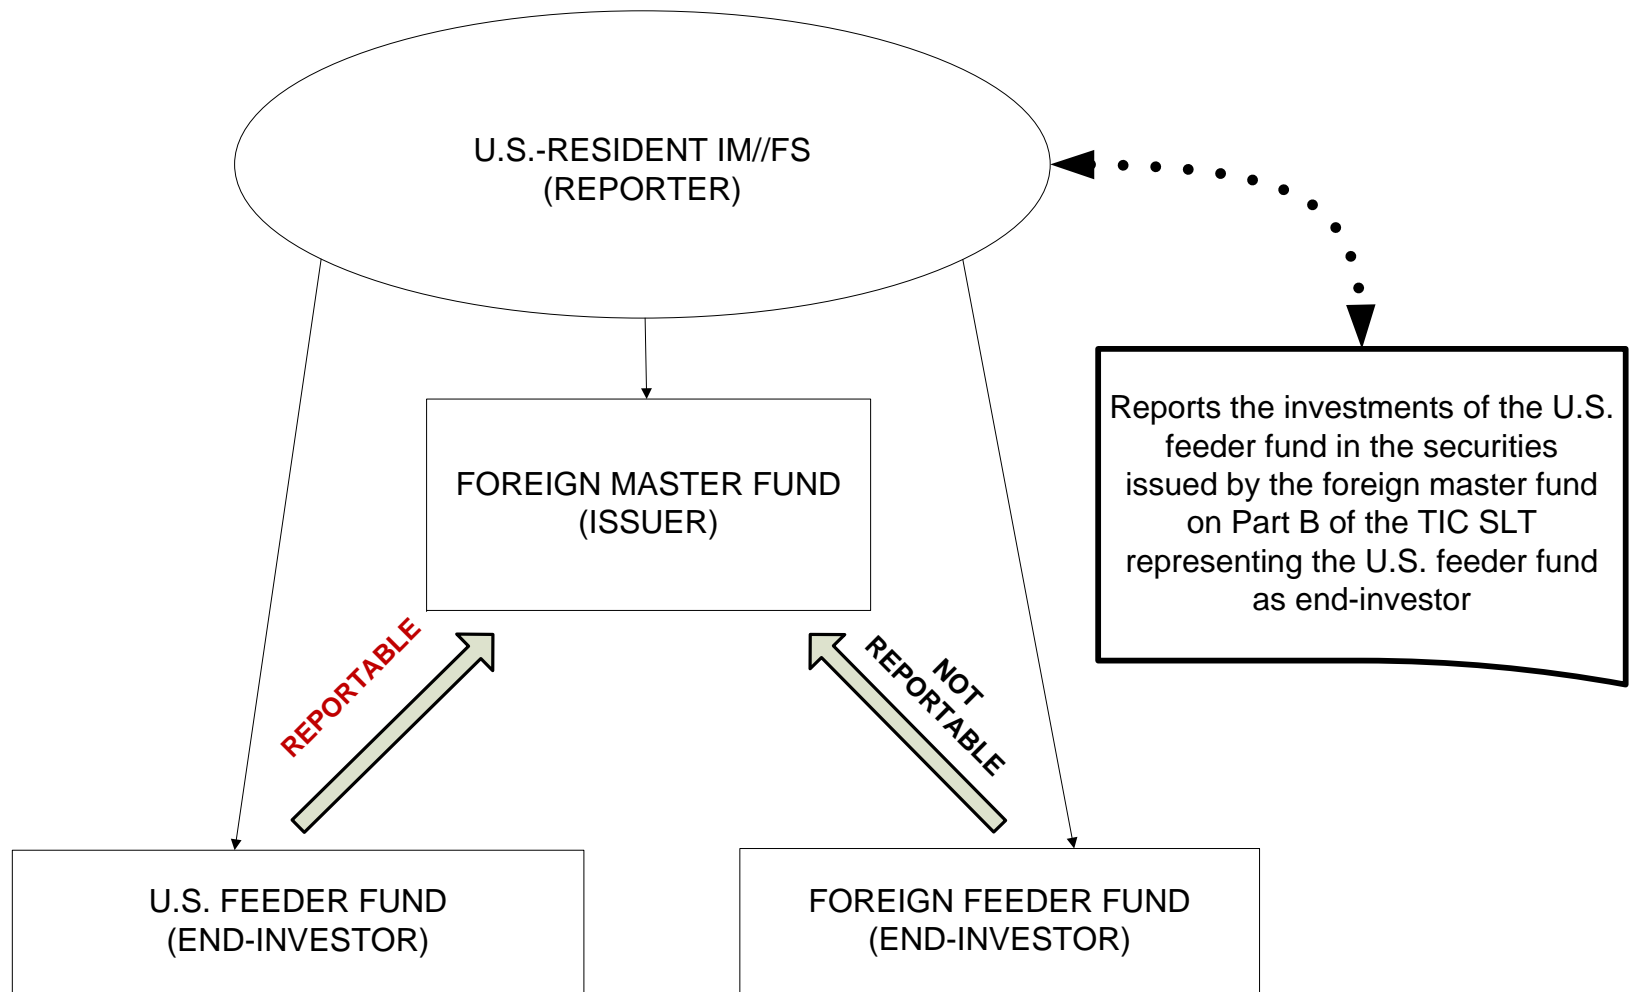 U.S.-RESIDENT IM//FS
(REPORTER)
Reports the investments of the U.S.
feeder fund in the securities
issued by the foreign master fund
on Part B of the TIC SLT
representing the U.S. feeder fund
as end-investor
FOREIGN MASTER FUND
(ISSUER)
REPORTABLE
NOT
REPORTABLE
U.S. FEEDER FUND
(END-INVESTOR)
FOREIGN FEEDER FUND
(END-INVESTOR)